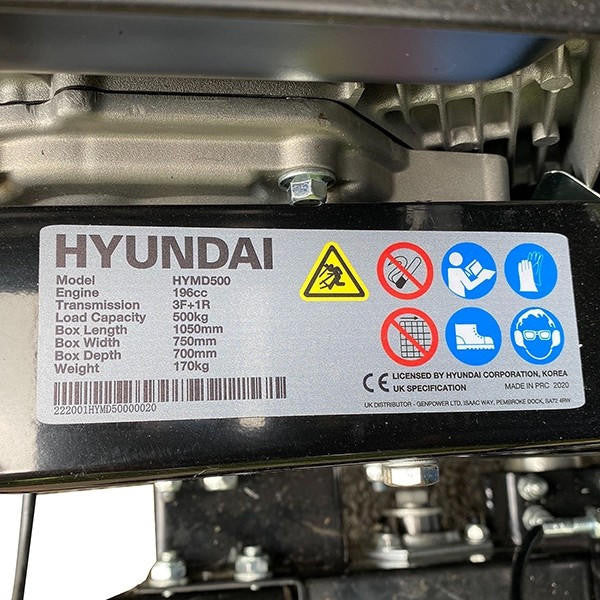 HYUNDAI
Model HYMD500
Engine 196cc
Transmission 3F+1R
Load Capacity 500kg
Box Length 1050mm
Box Width 750mm
Box Depth 700mm
Weight 170kg
222001HYMD50000020
CE LICENSED BY HYUNDAI CORPORATION, KOREA
UK SPECIFICATION MADE IN PRC 2020
UK DISTRIBUTOR - GENPOWER LTD, ISAAC WAY, PEMBROKE DOCK, SA72 4RW